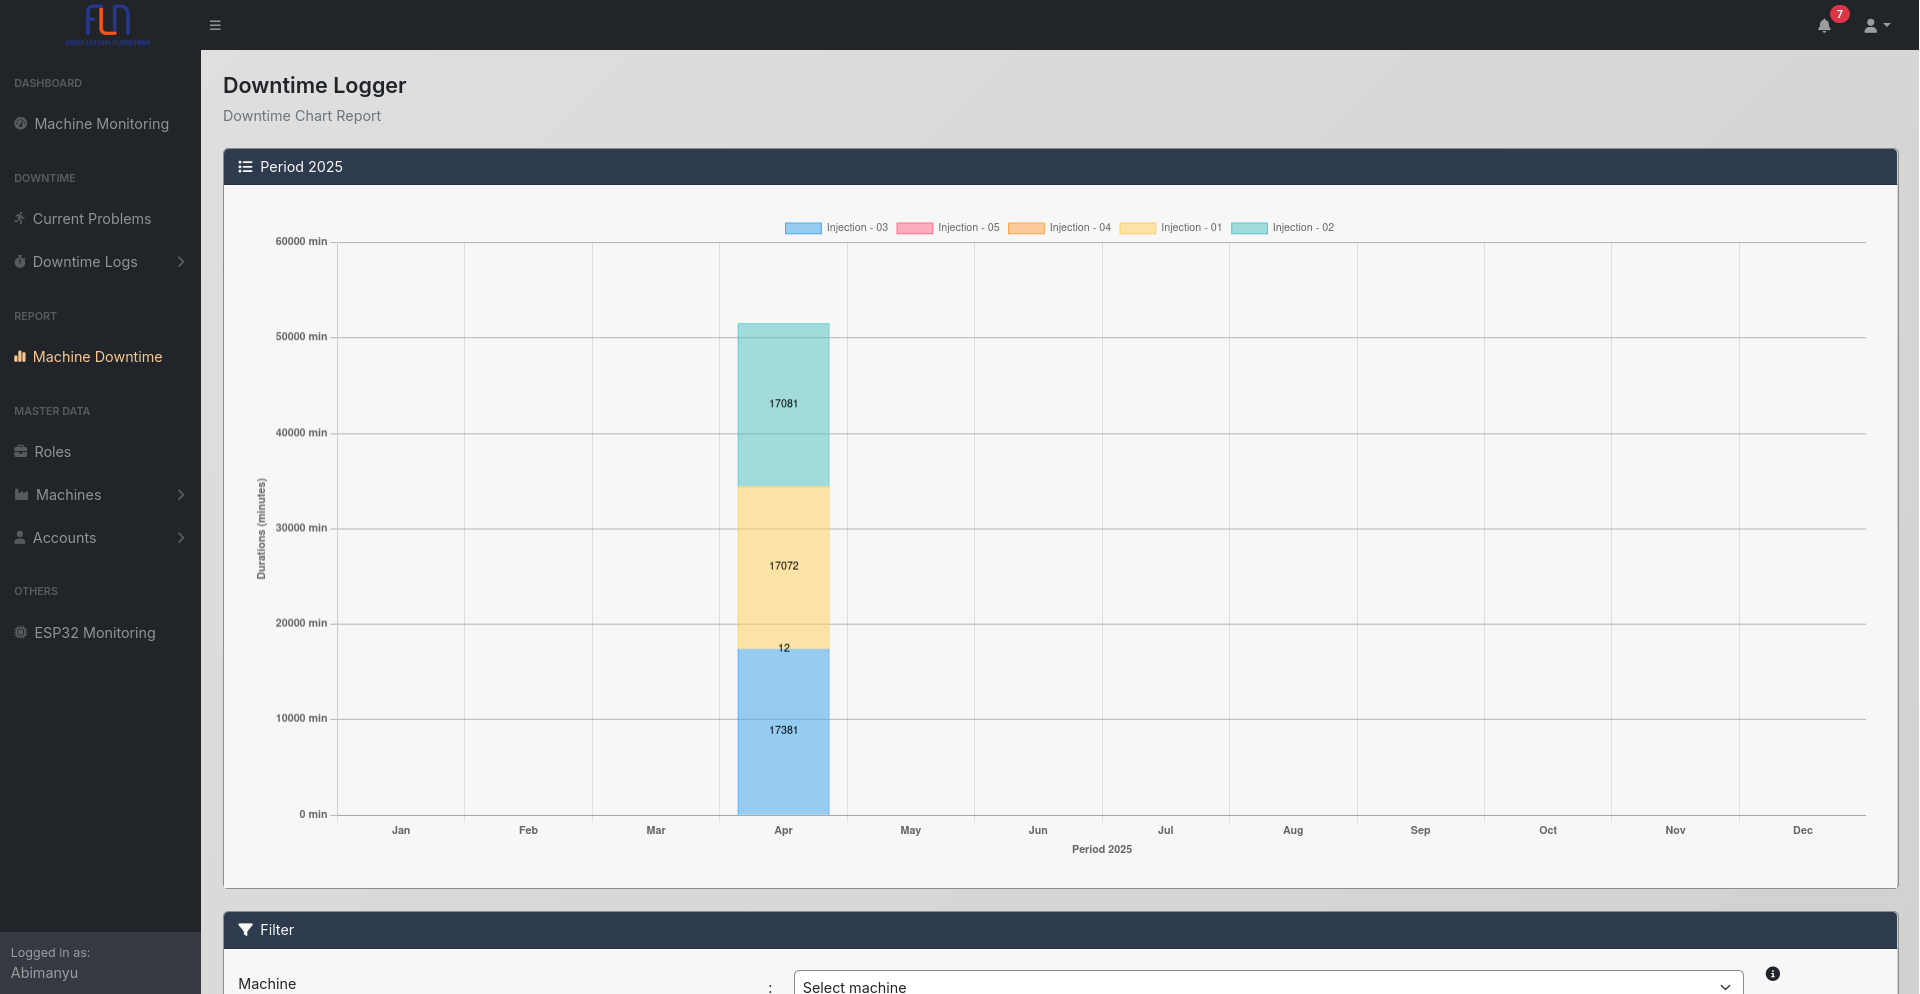 FLN
7
DASHBOARD
Machine Monitoring
DOWNTIME
Current Problems
Downtime Logs
REPORT
Machine Downtime
MASTER DATA
Roles
Machines
Accounts
OTHERS
ESP32 Monitoring
Logged in as:
Abimanyu
Downtime Logger
Downtime Chart Report
Period 2025
Injection - 03 Injection - 05 Injection - 04 Injection - 01 Injection - 02
60000 min
50000 min
40000 min
30000 min
20000 min
10000 min
0 min
Durations (minutes)
17081
17072
12
17381
Jan Feb Mar Apr May Jun Jul Aug Sep Oct Nov Dec
Period 2025
Filter
Machine : Select machine